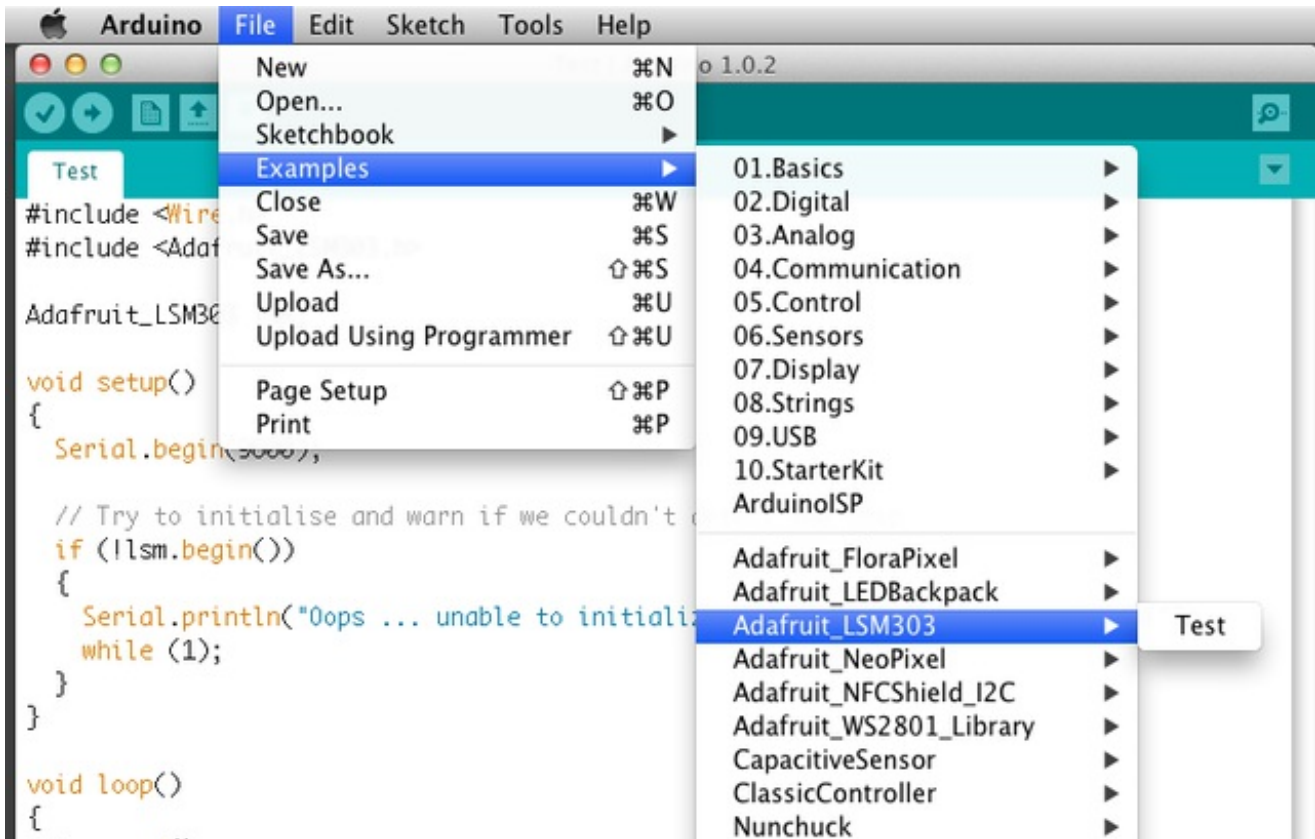 Arduino File Edit Sketch Tools Help
o 1.0.2
New ⌘N
Open... ⌘O
Sketchbook
Examples
Close ⌘W
Save ⌘S
Save As... ⇧⌘S
Upload ⌘U
Upload Using Programmer ⇧⌘U
Page Setup ⇧⌘P
Print ⌘P
01.Basics
02.Digital
03.Analog
04.Communication
05.Control
06.Sensors
07.Display
08.Strings
09.USB
10.StarterKit
ArduinoISP
Adafruit_FloraPixel
Adafruit_LEDBackpack
Adafruit_LSM303
Adafruit_NeoPixel
Adafruit_NFCShield_I2C
Adafruit_WS2801_Library
CapacitiveSensor
ClassicController
Nunchuck
Test
Test
#include <Wire
#include <Adaf
Adafruit_LSM303
void setup()
{
Serial.begin(9600);
// Try to initialise and warn if we couldn't
if (!lsm.begin())
{
Serial.println("Oops ... unable to initializ
while (1);
}
}
void loop()
{